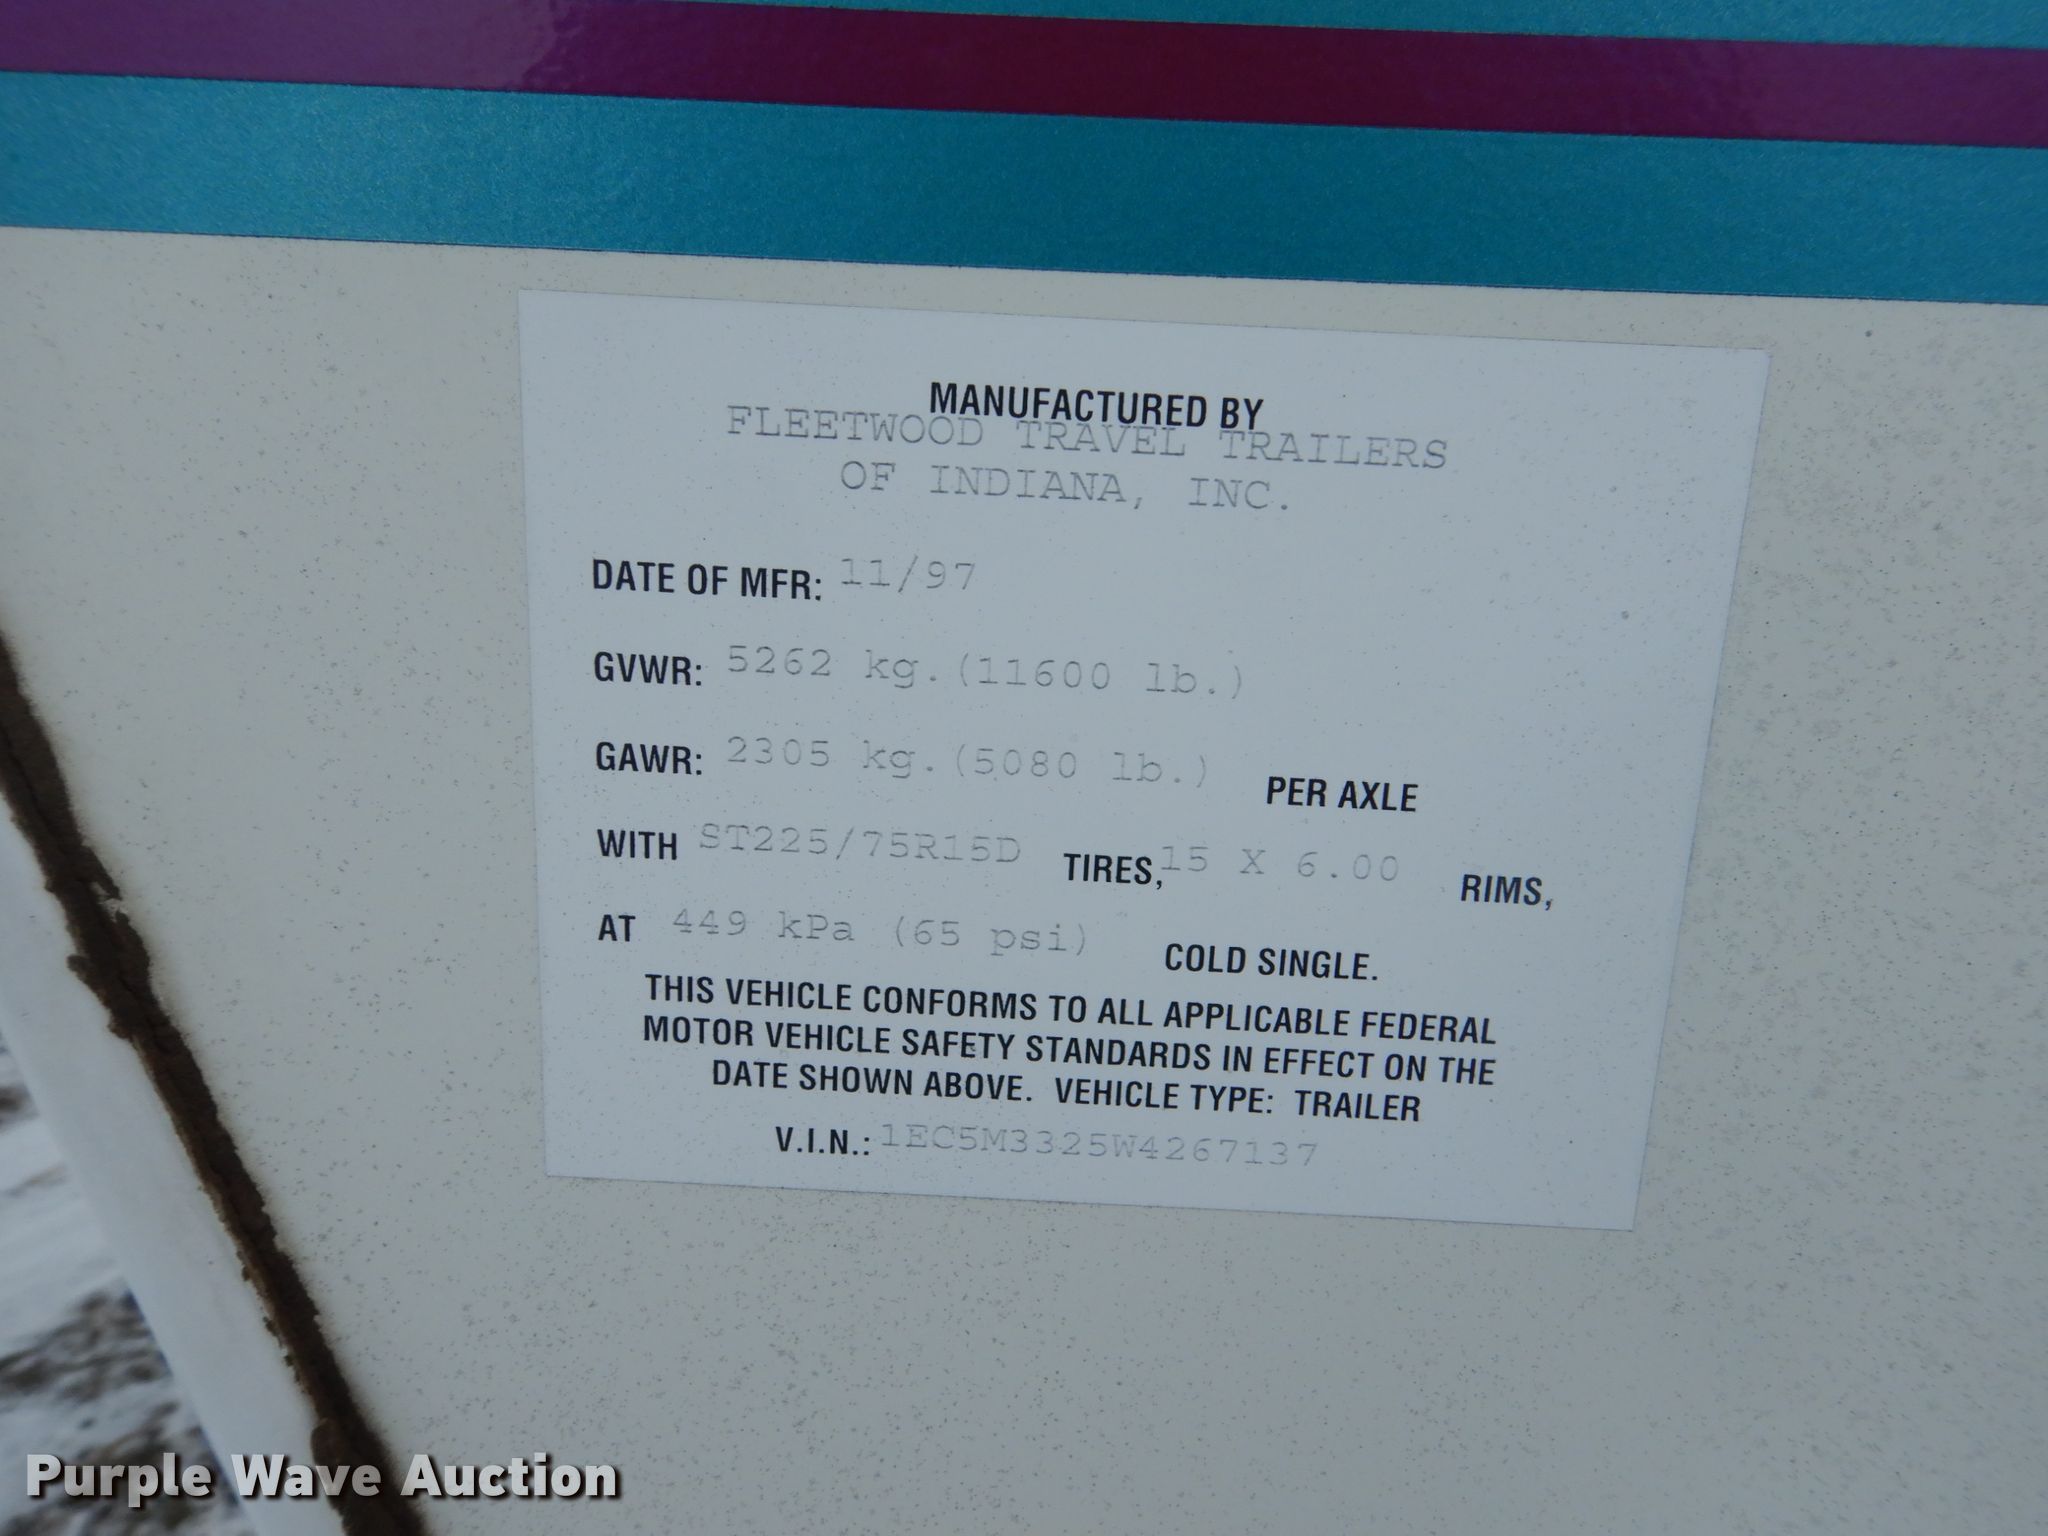 MANUFACTURED BY
FLEETWOOD TRAVEL TRAILERS
OF INDIANA, INC.
DATE OF MFR: 11/97
GVWR: 5262 kg.(11600 lb.)
GAWR: 2305 kg.(5080 lb.) PER AXLE
WITH ST225/75R15D TIRES, 15 X 6.00 RIMS,
AT 449 kPa (65 psi) COLD SINGLE.
THIS VEHICLE CONFORMS TO ALL APPLICABLE FEDERAL
MOTOR VEHICLE SAFETY STANDARDS IN EFFECT ON THE
DATE SHOWN ABOVE. VEHICLE TYPE: TRAILER
V.I.N.: 1EC5M3325W4267137
Purple Wave Auction